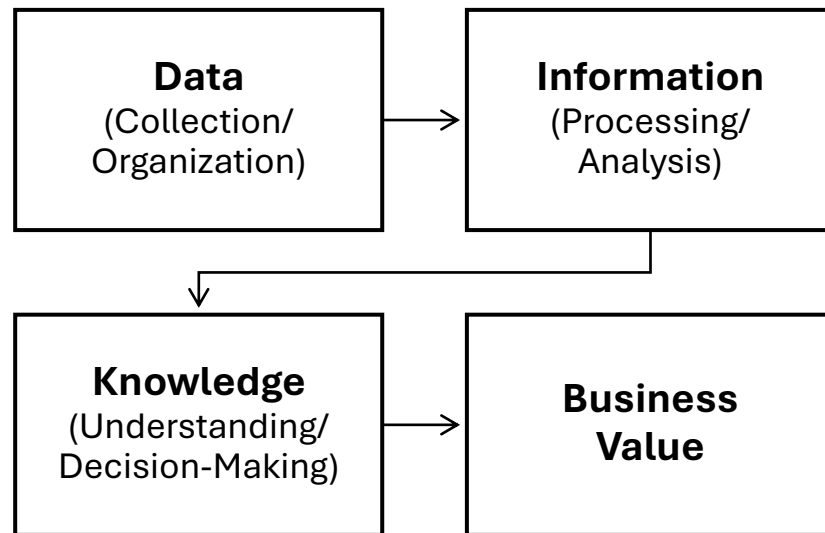 Data
(Collection/
Organization)
Information
(Processing/
Analysis)
Knowledge
(Understanding/
Decision-Making)
Business
Value